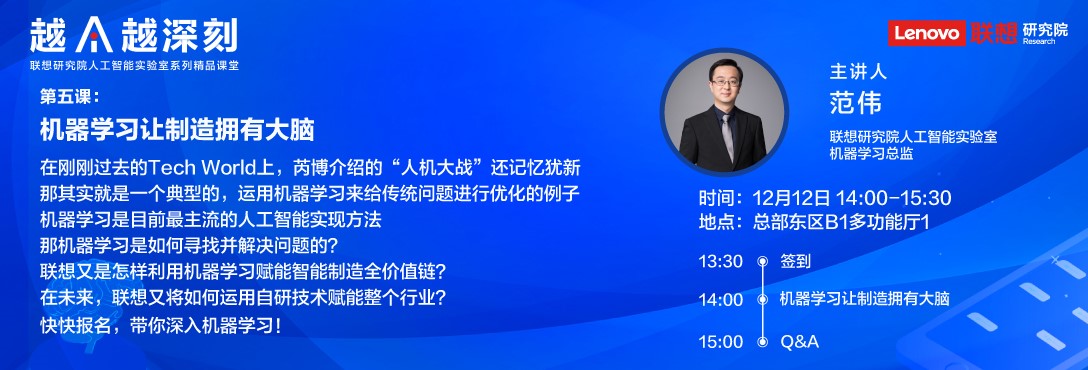 越AI越深刻
联想研究院人工智能实验室系列精品课堂
Lenovo 联想 研究院
Research
第五课：
机器学习让制造拥有大脑
在刚刚过去的Tech World上，芮博介绍的“人机大战”还记忆犹新
那其实就是一个典型的，运用机器学习来给传统问题进行优化的例子
机器学习是目前最主流的人工智能实现方法
那机器学习是如何寻找并解决问题的？
联想又是怎样利用机器学习赋能智能制造全价值链？
在未来，联想又将如何运用自研技术赋能整个行业？
快快报名，带你深入机器学习！
主讲人
范伟
联想研究院人工智能实验室
机器学习总监
时间：12月12日 14:00-15:30
地点：总部东区B1多功能厅1
13:30 签到
14:00 机器学习让制造拥有大脑
15:00 Q&A